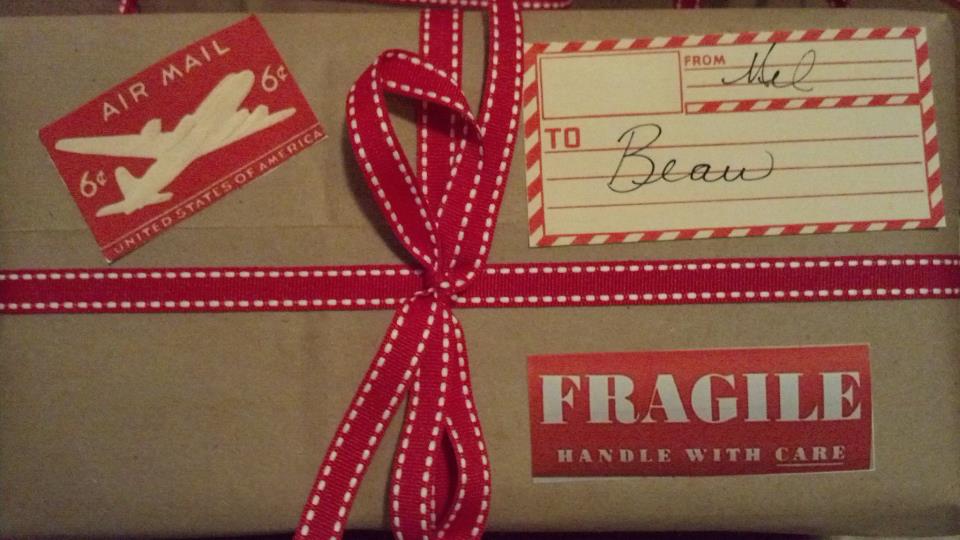 AIR MAIL
6¢
6¢
UNITED STATES OF AMERICA
FROM Mel
TO
Beau
FRAGILE
HANDLE WITH CARE